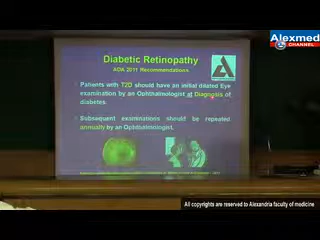 Alexmed
CHANNEL
Diabetic Retinopathy
ADA 2011 Recommendations
Patients with T2D should have an initial dilated Eye
examination by an Ophthalmologist at Diagnosis of
diabetes.
Subsequent examinations should be repeated
annually by an Ophthalmologist.
All copyrights are reserved to Alexandria faculty of medicine